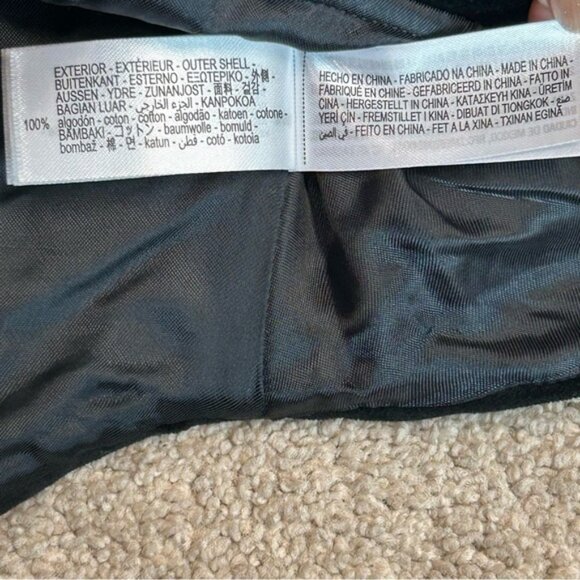 EXTERIOR - EXTÉRIEUR - OUTER SHELL -
BUITENKANT - ESTERNO - ΕΞΩΤΕΡΙΚΟ - 外側 -
AUSSEN - YDRE - ZUNANJOST - 面料 - 겉감 -
BAGIAN LUAR - الجزء الخارجي - KANPOKOA
100% algodón - coton - cotton - algodão - katoen - cotone -
ΒΑΜΒΑΚΙ - コットン - baumwolle - bomuld -
bombaž - 棉 - 면 - katun - قطن - cotó - kotoia
HECHO EN CHINA - FABRICADO NA CHINA - MADE IN CHINA -
FABRIQUÉ EN CHINE - GEFABRICEERD IN CHINA - FATTO IN
CINA - HERGESTELLT IN CHINA - ΚΑΤΑΣΚΕΥΗ ΚΙΝΑ - ÜRETİM
YERİ ÇİN - FREMSTILLET I KINA - DIBUAT DI TIONGKOK - صنع
في الصين - FEITO EN CHINA - FET A LA XINA - TXINAN EGINA